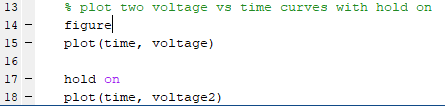 13 % plot two voltage vs time curves with hold on
14 - figure
15 - plot(time, voltage)
16
17 - hold on
18 - plot(time, voltage2)